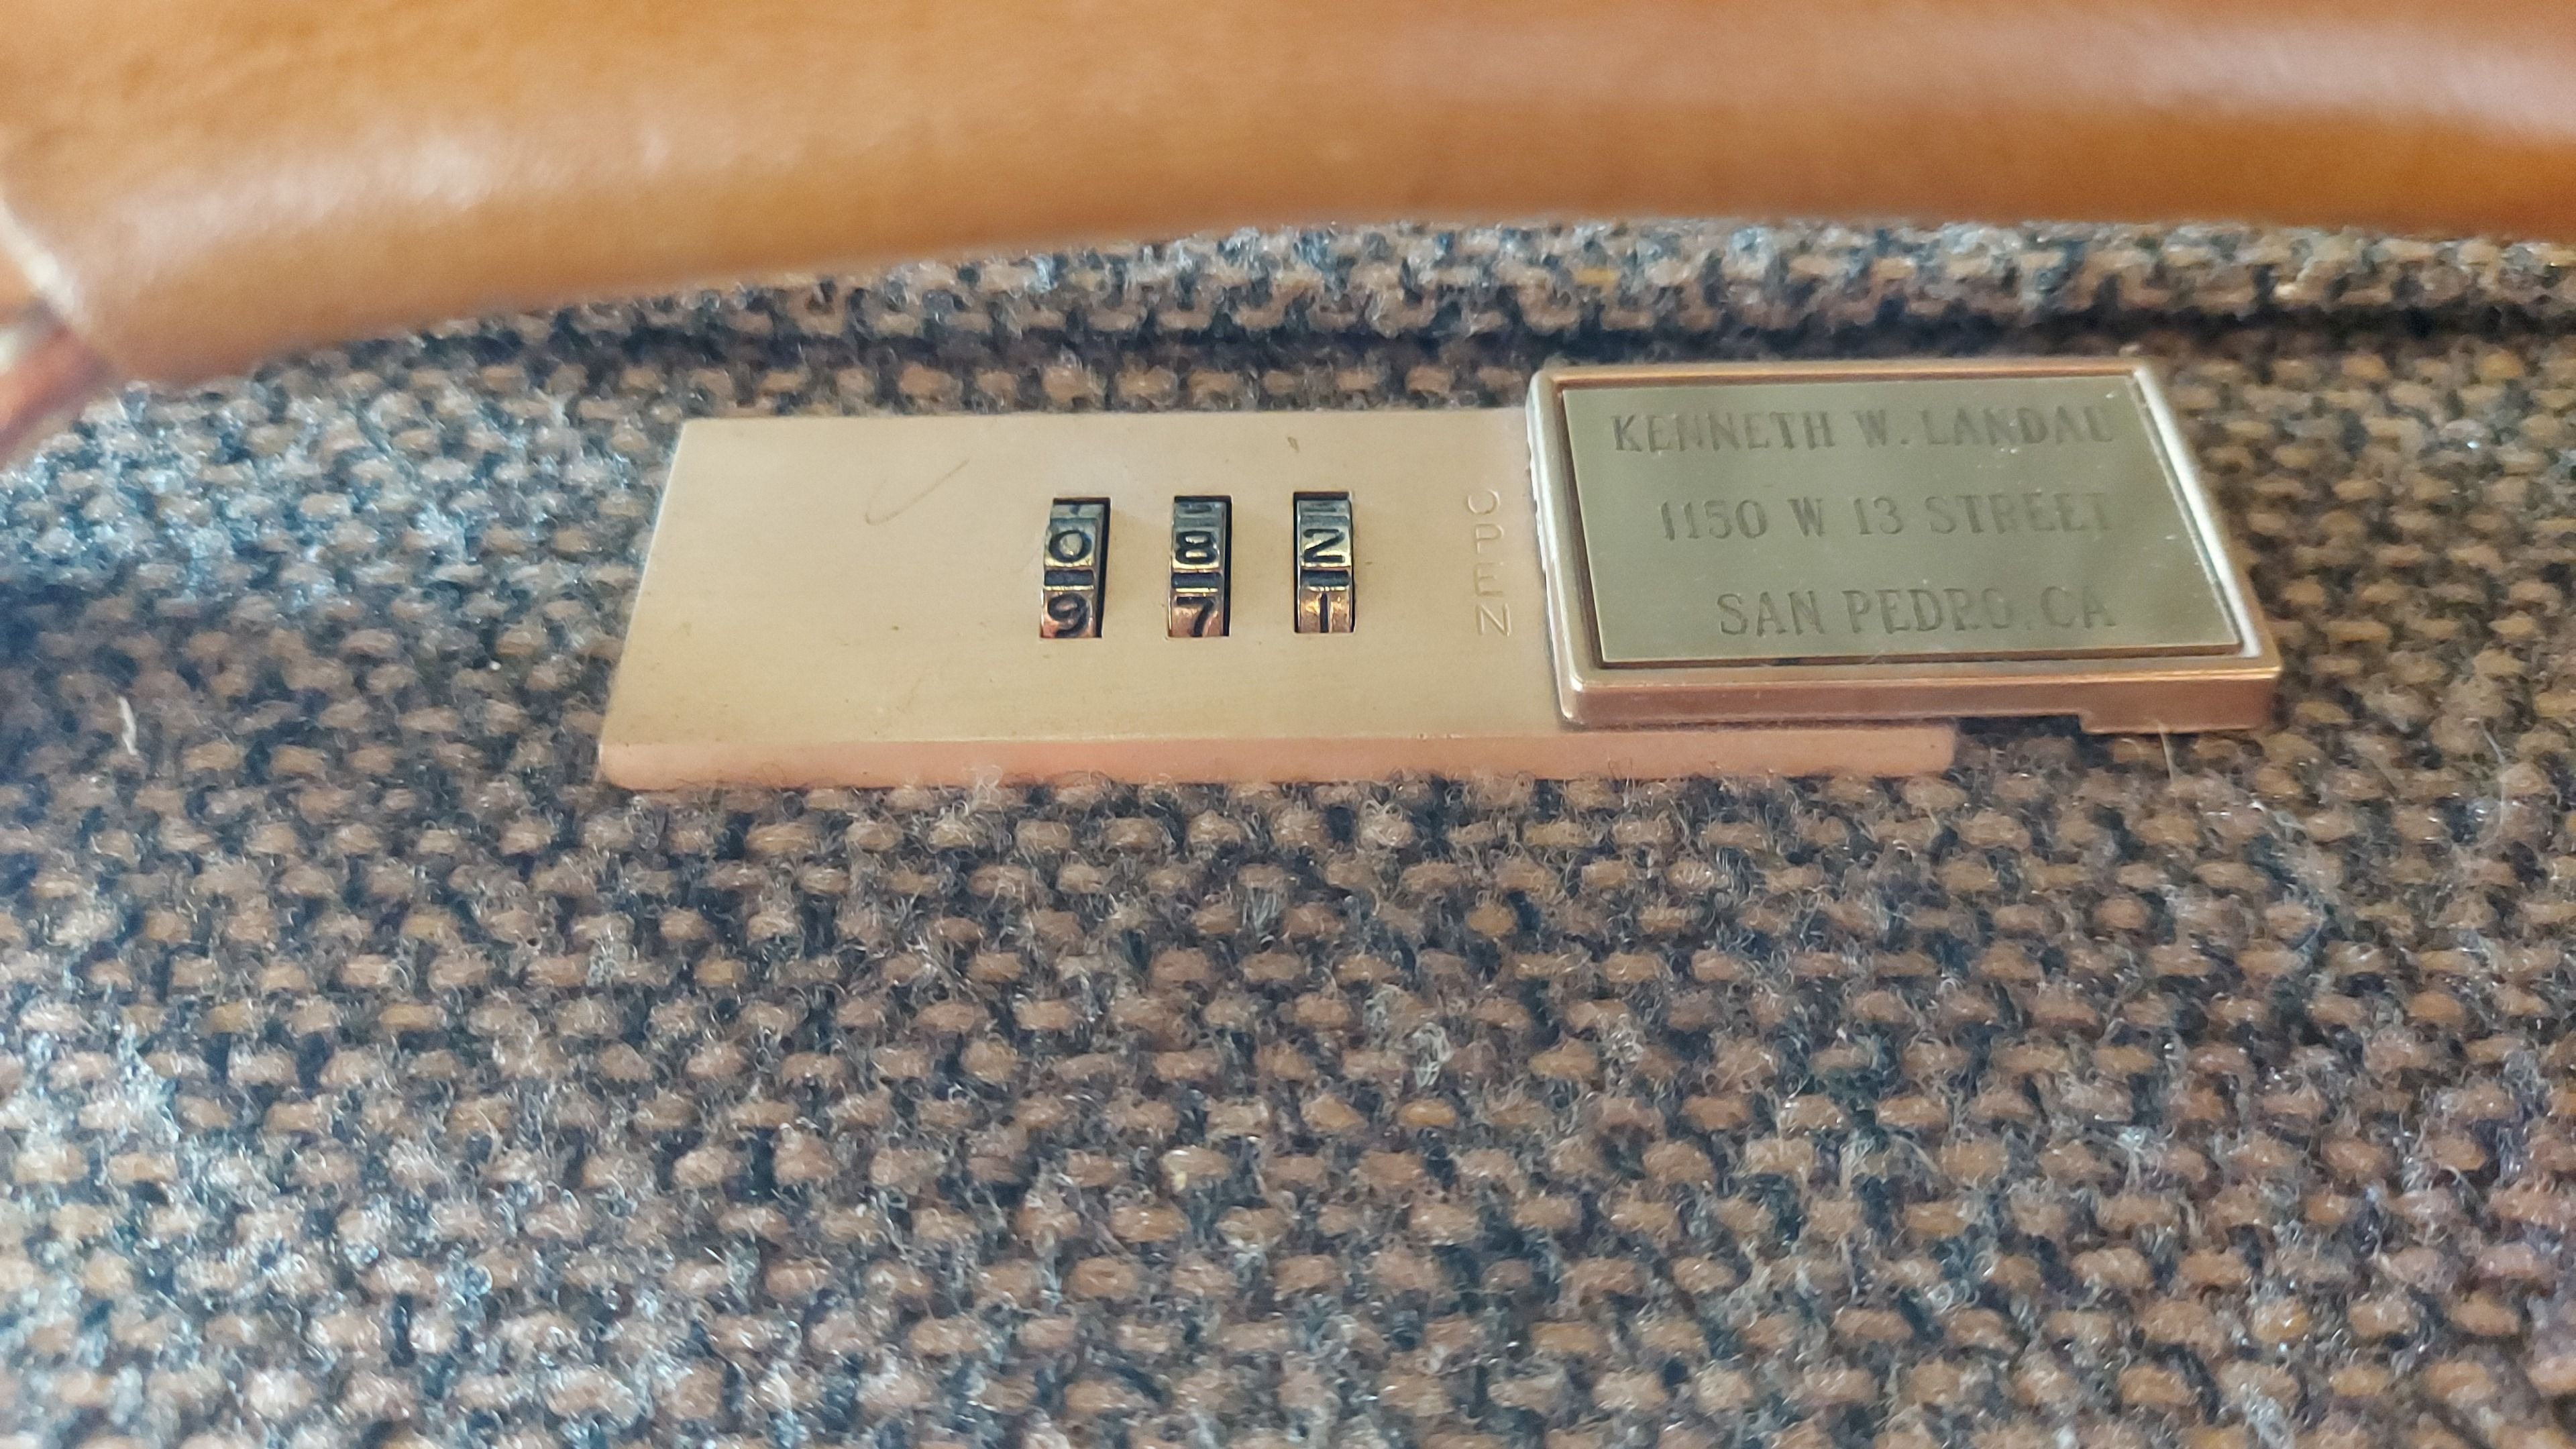 0 8 2
9 7 1
OPEN
KENNETH W. LANDAU
1150 W 13 STREET
SAN PEDRO, CA